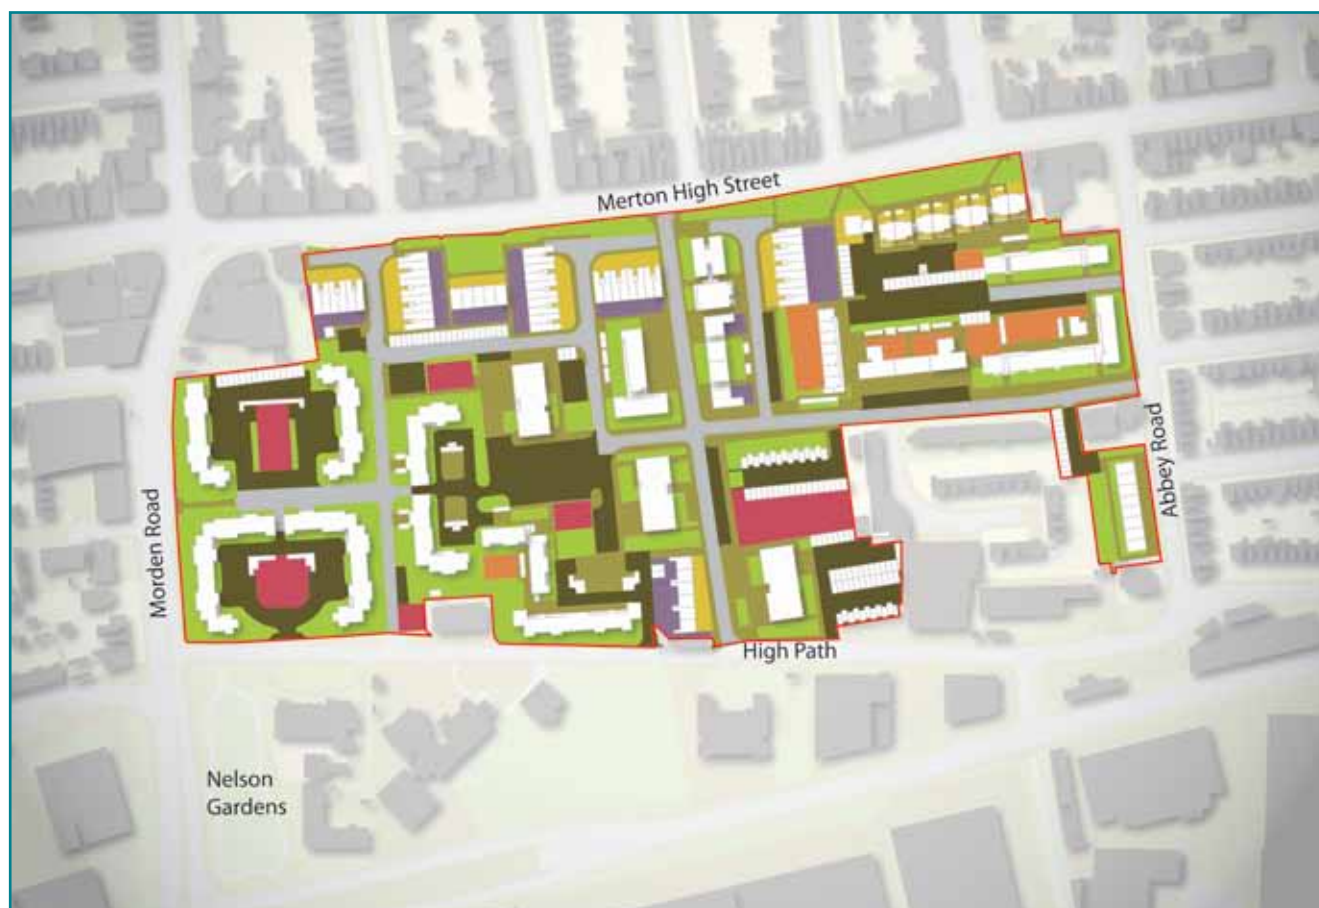 Merton High Street
Morden Road
Abbey Road
High Path
Nelson
Gardens